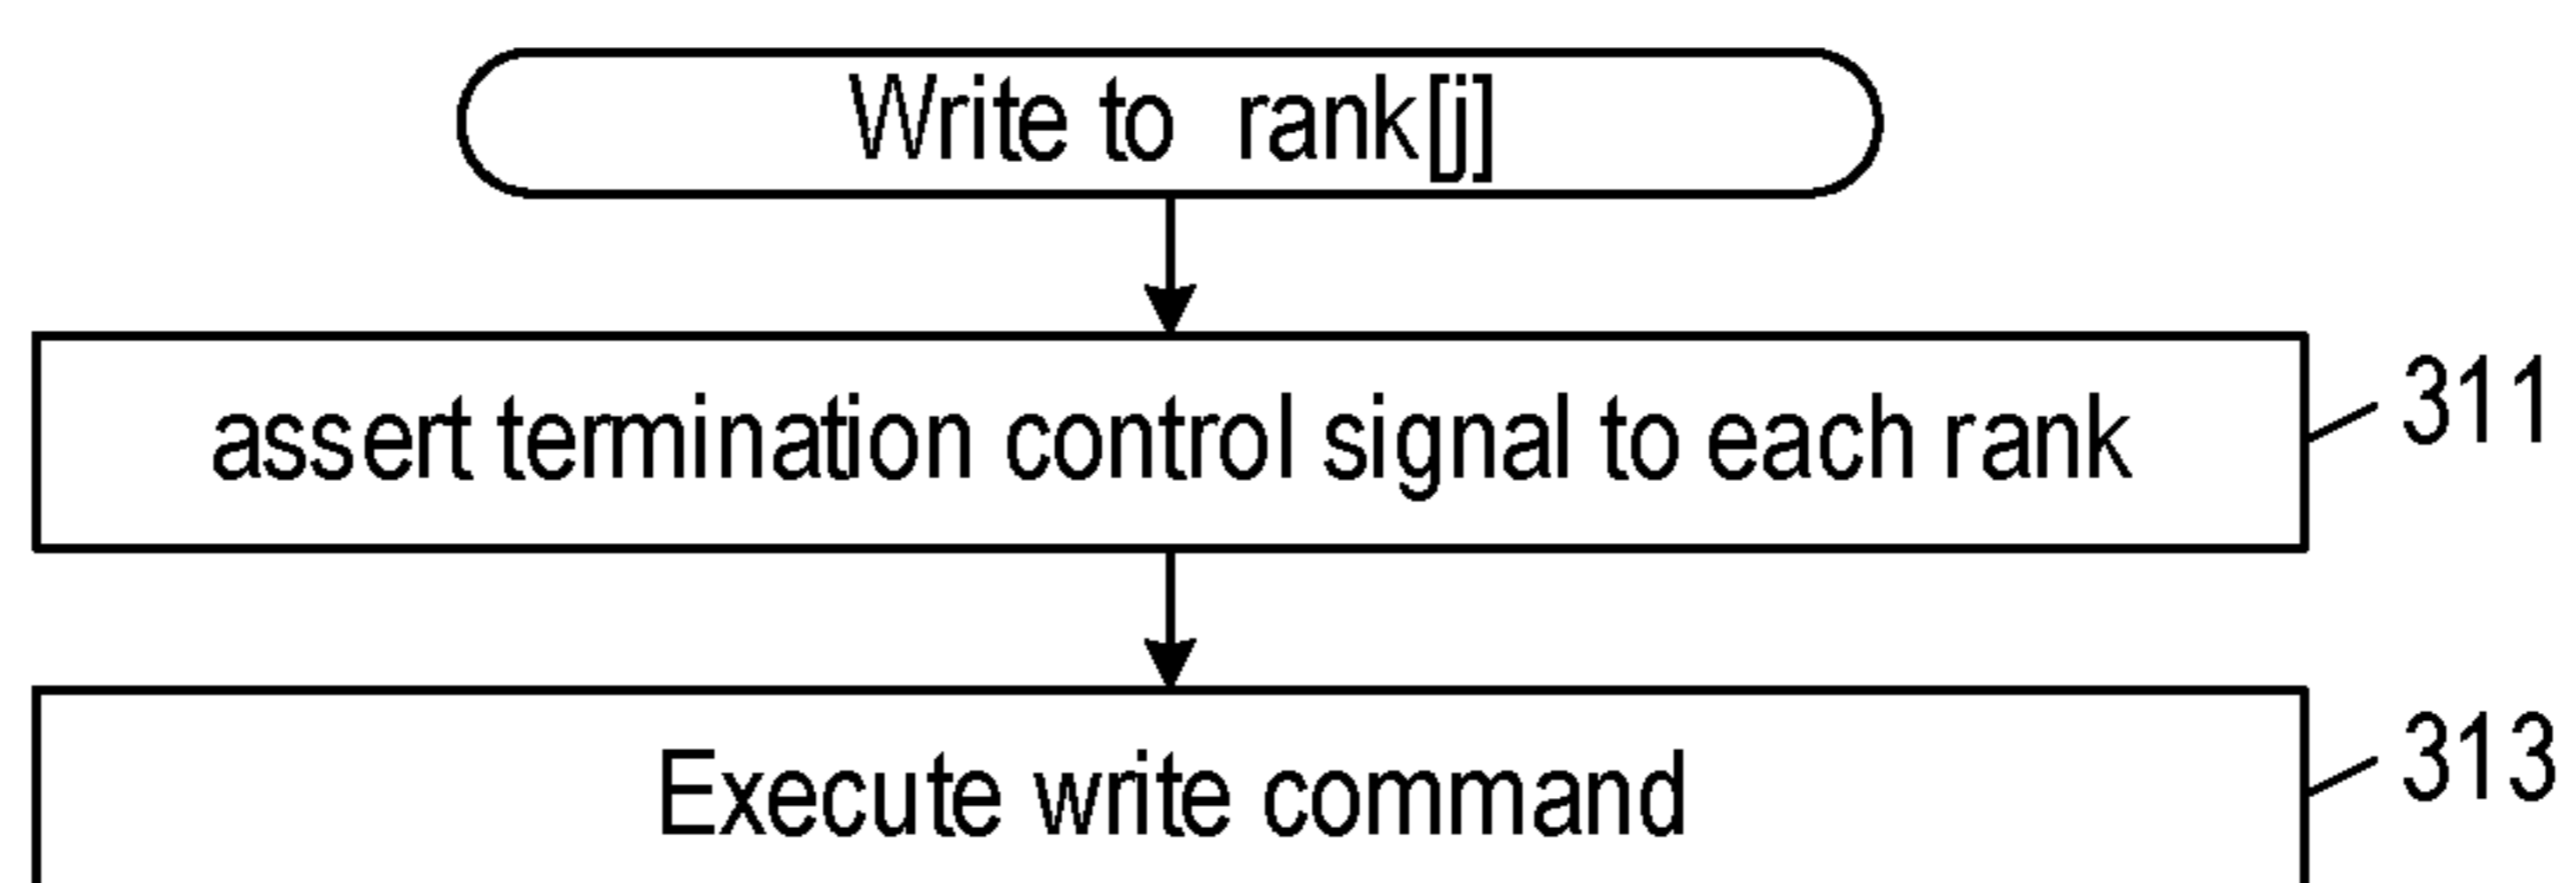 Write to rank[j]
assert termination control signal to each rank
311
Execute write command
313